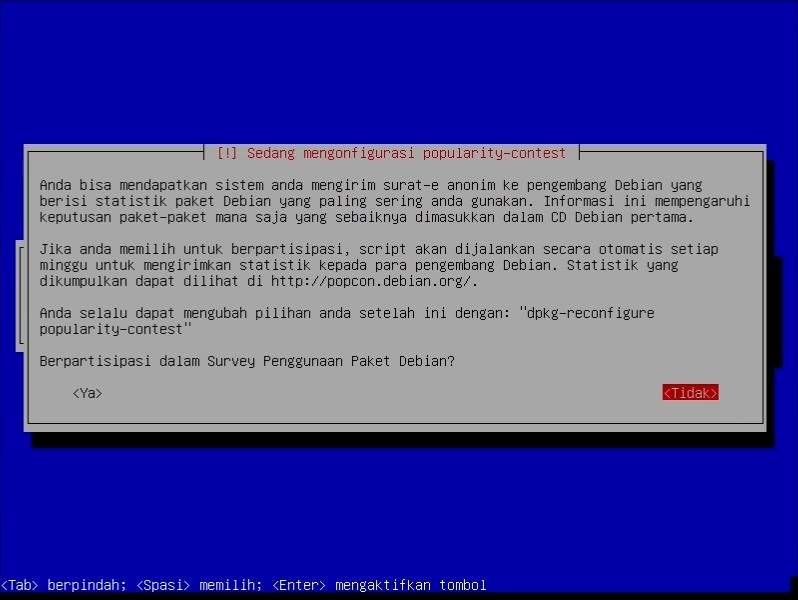 [!] Sedang mengonfigurasi popularity-contest
Anda bisa mendapatkan sistem anda mengirim surat-e anonim ke pengembang Debian yang
berisi statistik paket Debian yang paling sering anda gunakan. Informasi ini mempengaruhi
keputusan paket-paket mana saja yang sebaiknya dimasukkan dalam CD Debian pertama.
Jika anda memilih untuk berpartisipasi, script akan dijalankan secara otomatis setiap
minggu untuk mengirimkan statistik kepada para pengembang Debian. Statistik yang
dikumpulkan dapat dilihat di http://popcon.debian.org/.
Anda selalu dapat mengubah pilihan anda setelah ini dengan: "dpkg-reconfigure
popularity-contest"
Berpartisipasi dalam Survey Penggunaan Paket Debian?
<Ya> <Tidak>
<Tab> berpindah; <Spasi> memilih; <Enter> mengaktifkan tombol